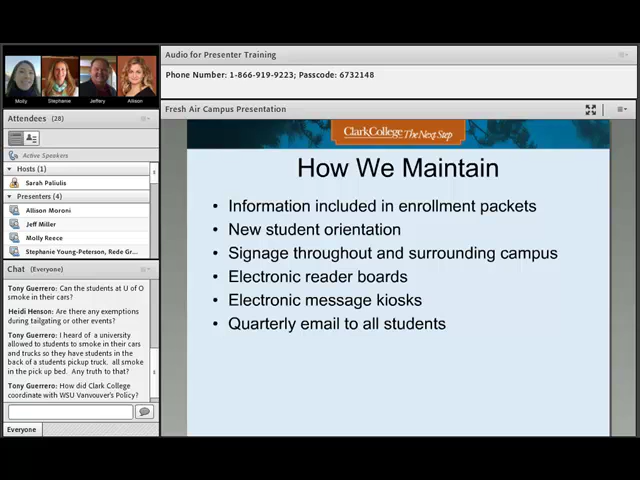 Molly
Stephanie
Jeffery
Allison
Audio for Presenter Training
Phone Number: 1-866-919-9223; Passcode: 6732148
Attendees (28)
Active Speakers
Hosts (1)
Sarah Paliulis
Presenters (4)
Allison Moroni
Jeff Miller
Molly Reece
Stephanie Young-Peterson, Rede Gr...
Chat (Everyone)
Tony Guerrero: Can the students at U of O
smoke in their cars?
Heidi Henson: Are there any exemptions
during tailgating or other events?
Tony Guerrero: I heard of a university
allowed to students to smoke in their cars
and trucks so they have students in the
back of a students pickup truck. all smoke
in the pick up bed. Any truth to that?
Tony Guerrero: How did Clark College
coordinate with WSU Vanvouver's Policy?
Everyone
Fresh Air Campus Presentation
ClarkCollege The Next Step
How We Maintain
• Information included in enrollment packets
• New student orientation
• Signage throughout and surrounding campus
• Electronic reader boards
• Electronic message kiosks
• Quarterly email to all students